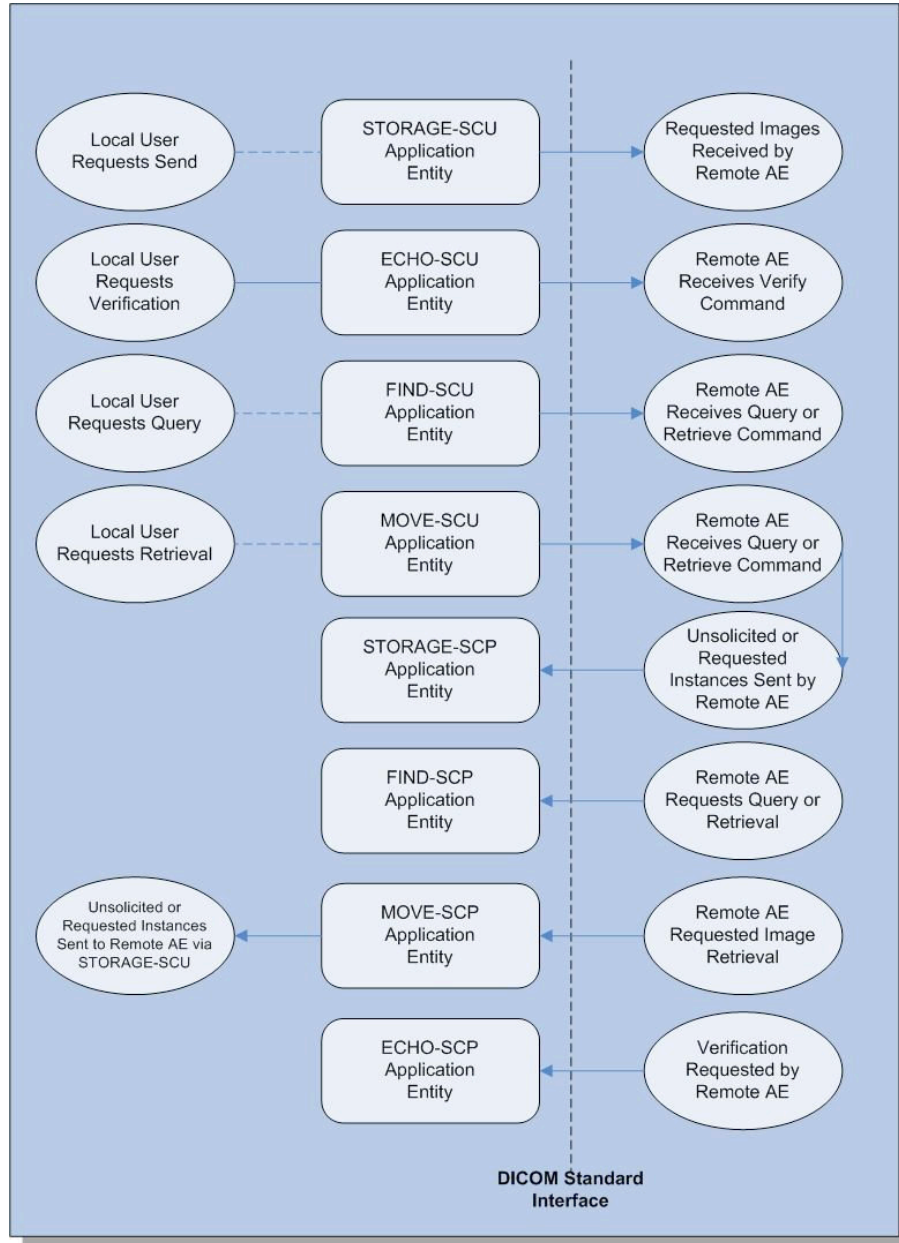 Local User
Requests Send
STORAGE-SCU
Application
Entity
Requested Images
Received by
Remote AE
Local User
Requests
Verification
ECHO-SCU
Application
Entity
Remote AE
Receives Verify
Command
Local User
Requests Query
FIND-SCU
Application
Entity
Remote AE
Receives Query or
Retrieve Command
Local User
Requests Retrieval
MOVE-SCU
Application
Entity
Remote AE
Receives Query or
Retrieve Command
STORAGE-SCP
Application
Entity
Unsolicited or
Requested
Instances Sent by
Remote AE
FIND-SCP
Application
Entity
Remote AE
Requests Query or
Retrieval
Unsolicited or
Requested Instances
Sent to Remote AE via
STORAGE-SCU
MOVE-SCP
Application
Entity
Remote AE
Requested Image
Retrieval
ECHO-SCP
Application
Entity
Verification
Requested by
Remote AE
DICOM Standard
Interface